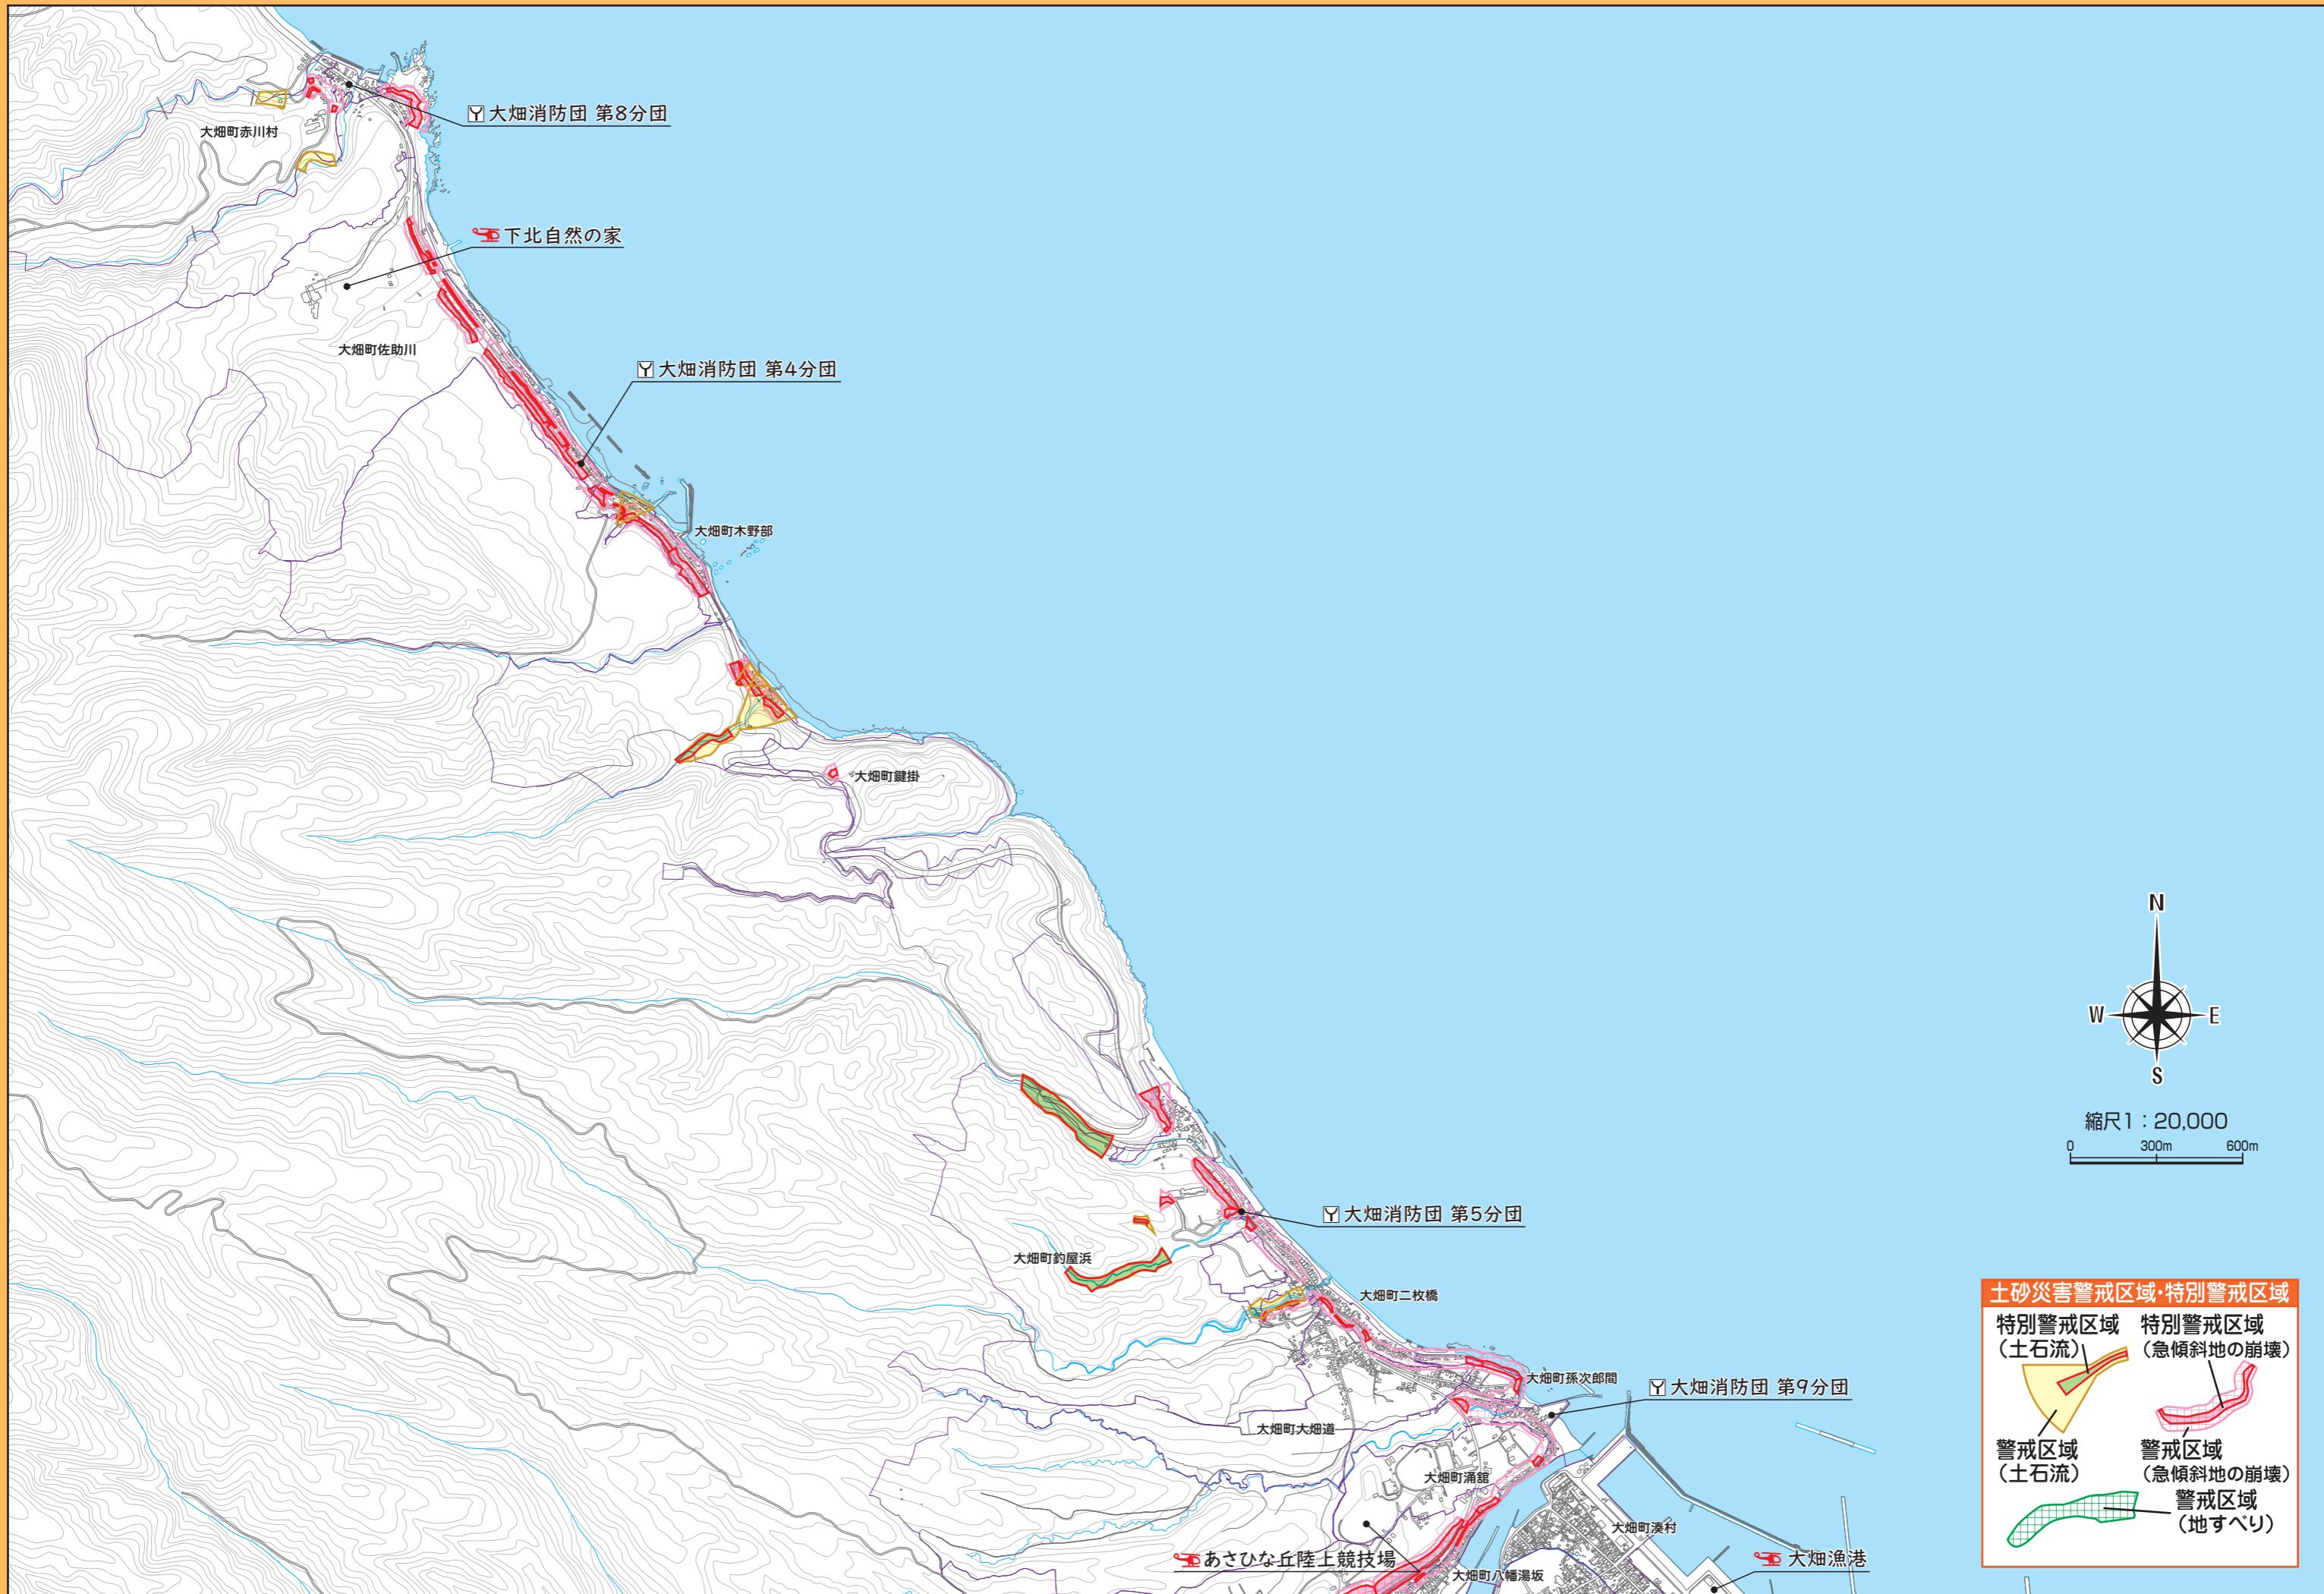 大畑消防団 第8分団
大畑町赤川村
下北自然の家
大畑町佐助川
大畑消防団 第4分団
大畑町木野部
大畑町鍵掛
N
W
E
S
縮尺1:20,000
0 300m 600m
大畑消防団 第5分団
大畑町釣屋浜
大畑町二枚橋
大畑町孫次郎間
大畑消防団 第9分団
大畑町大畑道
大畑町涌舘
大畑町湊村
あさひな丘陸上競技場
大畑漁港
大畑町八幡湯坂
土砂災害警戒区域・特別警戒区域
特別警戒区域
(土石流)
特別警戒区域
(急傾斜地の崩壊)
警戒区域
(土石流)
警戒区域
(急傾斜地の崩壊)
警戒区域
(地すべり)